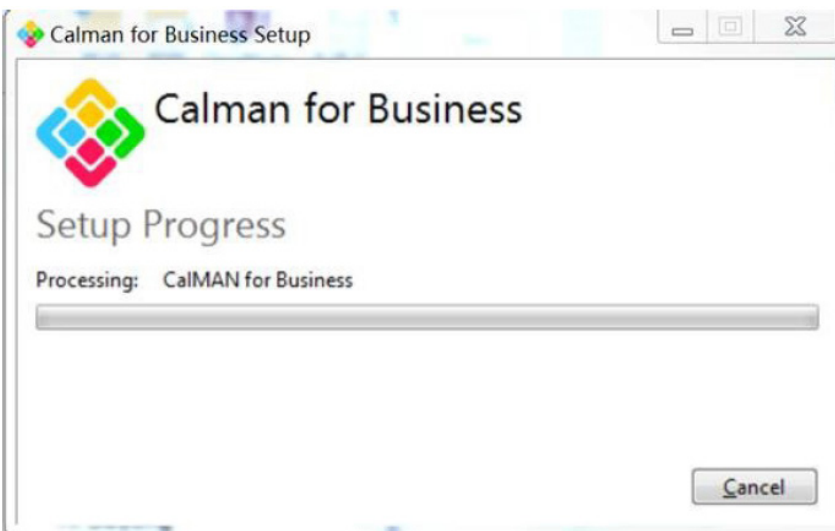 Calman for Business Setup
Calman for Business
Setup Progress
Processing: CalMAN for Business
Cancel